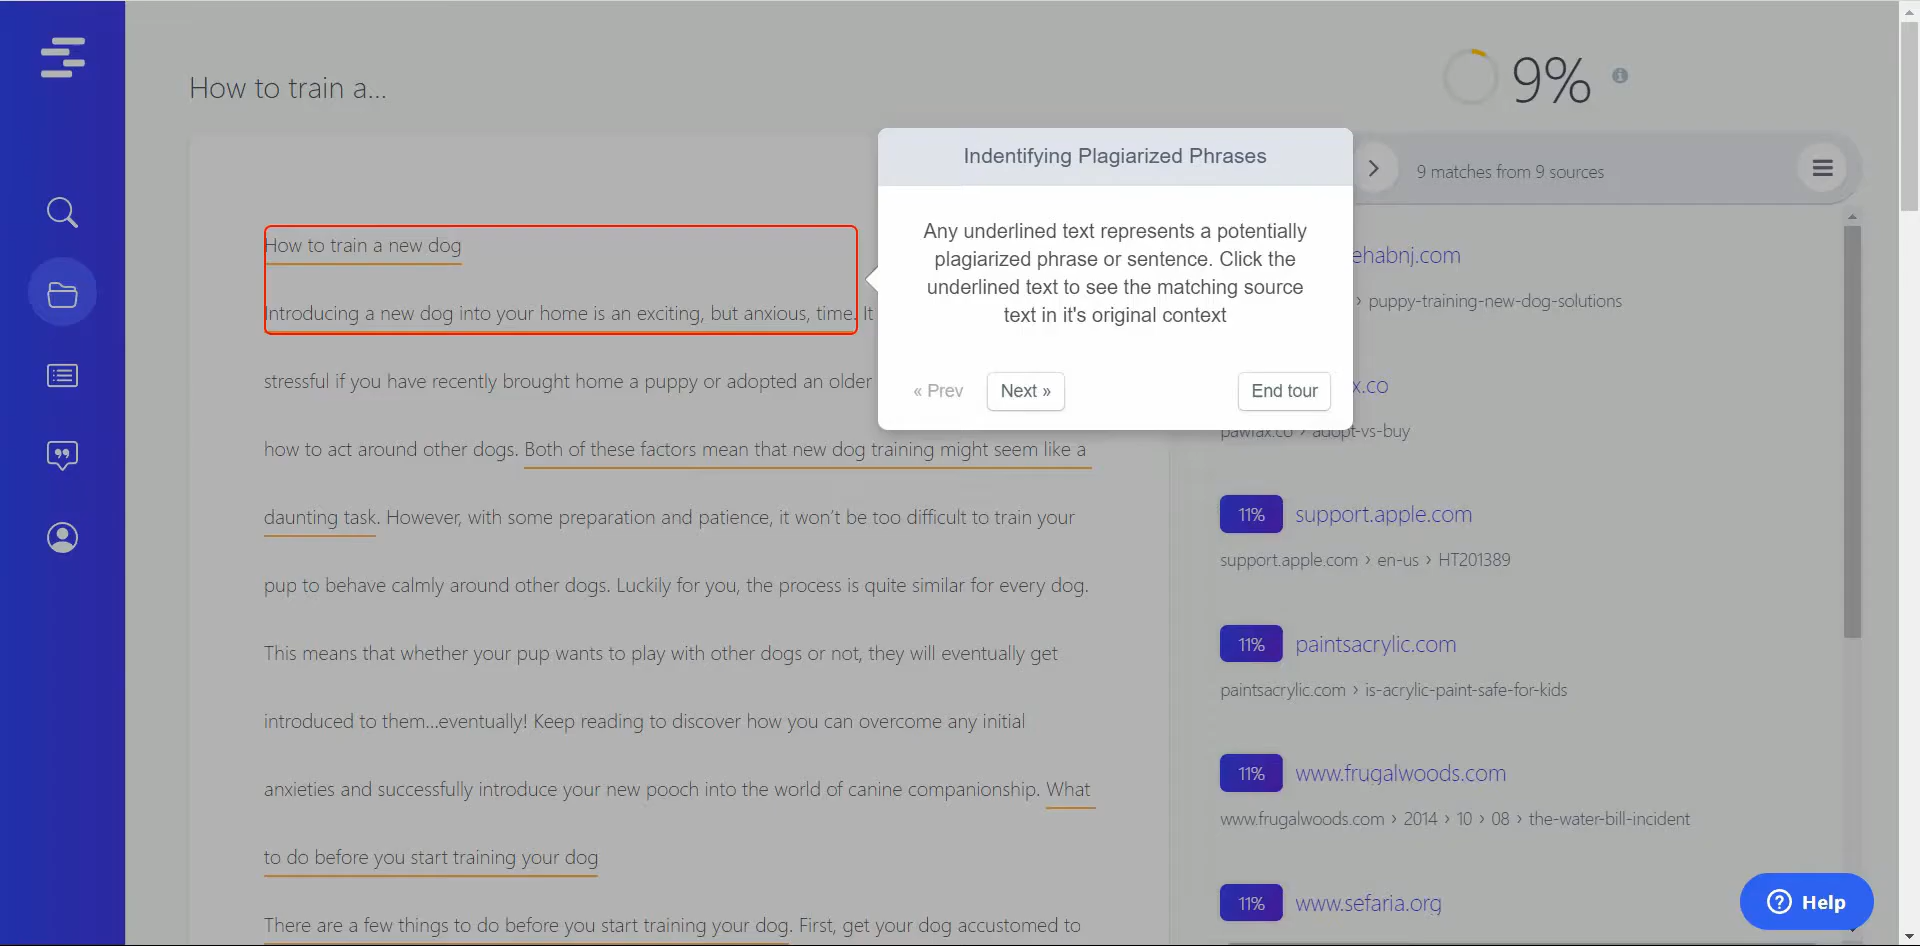 How to train a...
9%
Indentifying Plagiarized Phrases
Any underlined text represents a potentially
plagiarized phrase or sentence. Click the
underlined text to see the matching source
text in it's original context
« Prev
Next »
End tour
9 matches from 9 sources
How to train a new dog
Introducing a new dog into your home is an exciting, but anxious, time. It
stressful if you have recently brought home a puppy or adopted an older
how to act around other dogs. Both of these factors mean that new dog training might seem like a
daunting task. However, with some preparation and patience, it won't be too difficult to train your
pup to behave calmly around other dogs. Luckily for you, the process is quite similar for every dog.
This means that whether your pup wants to play with other dogs or not, they will eventually get
introduced to them...eventually! Keep reading to discover how you can overcome any initial
anxieties and successfully introduce your new pooch into the world of canine companionship. What
to do before you start training your dog
There are a few things to do before you start training your dog. First, get your dog accustomed to
ehabnj.com
› puppy-training-new-dog-solutions
x.co
pawfax.co › adopt-vs-buy
11% support.apple.com
support.apple.com › en-us › HT201389
11% paintsacrylic.com
paintsacrylic.com › is-acrylic-paint-safe-for-kids
11% www.frugalwoods.com
www.frugalwoods.com › 2014 › 10 › 08 › the-water-bill-incident
11% www.sefaria.org
Help